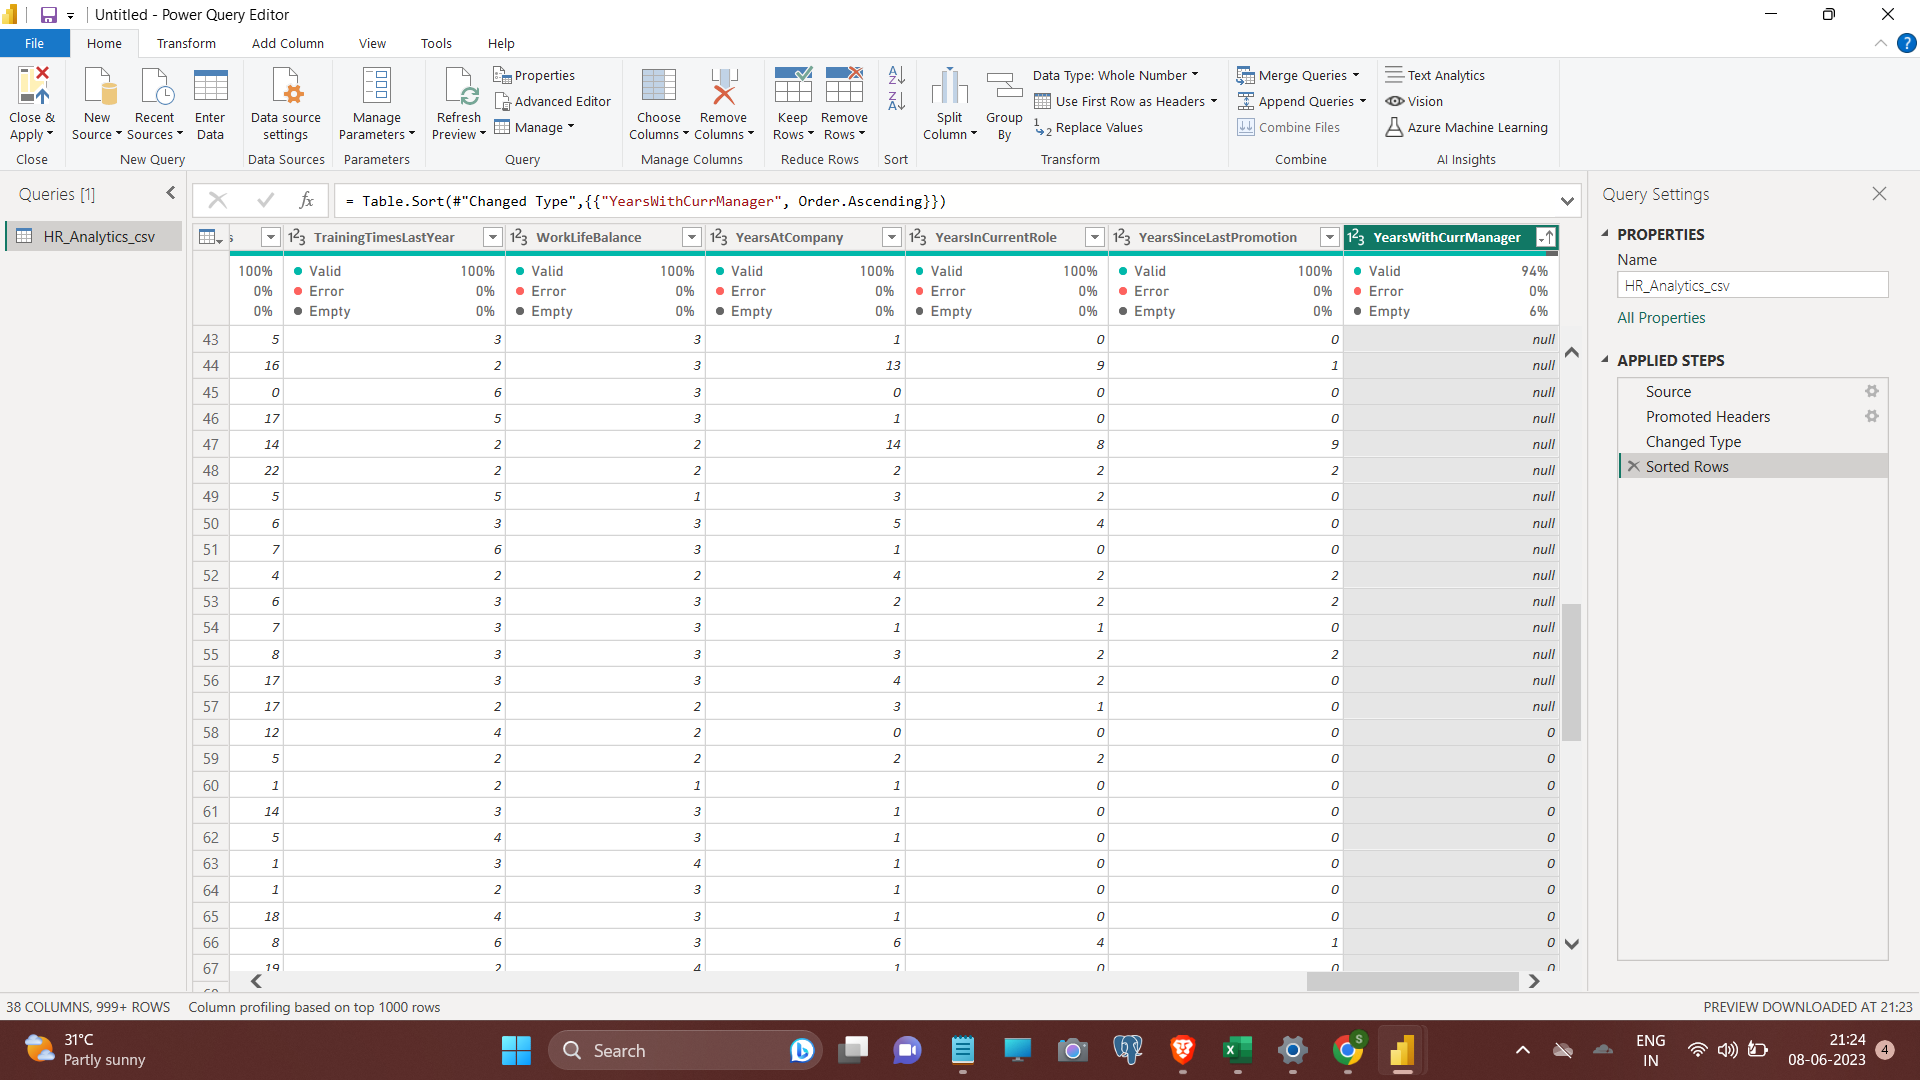 Untitled - Power Query Editor
File Home Transform Add Column View Tools Help
Close & Apply
Close
New Source
Recent Sources
Enter Data
New Query
Data source settings
Data Sources
Manage Parameters
Parameters
Refresh Preview
Properties
Advanced Editor
Manage
Query
Choose Columns
Remove Columns
Manage Columns
Keep Rows
Remove Rows
Reduce Rows
Sort
Split Column
Group By
Data Type: Whole Number
Use First Row as Headers
Replace Values
Transform
Merge Queries
Append Queries
Combine Files
Combine
Text Analytics
Vision
Azure Machine Learning
AI Insights
Queries [1]
HR_Analytics_csv
fx = Table.Sort(#"Changed Type",{{"YearsWithCurrManager", Order.Ascending}})
s TrainingTimesLastYear WorkLifeBalance YearsAtCompany YearsInCurrentRole YearsSinceLastPromotion YearsWithCurrManager
100% Valid 100% Valid 100% Valid 100% Valid 100% Valid 100% Valid 94%
0% Error 0% Error 0% Error 0% Error 0% Error 0% Error 0%
0% Empty 0% Empty 0% Empty 0% Empty 0% Empty 0% Empty 6%
43 5 3 3 1 0 0 null
44 16 2 3 13 9 1 null
45 0 6 3 0 0 0 null
46 17 5 3 1 0 0 null
47 14 2 2 14 8 9 null
48 22 2 2 2 2 2 null
49 5 5 1 3 2 0 null
50 6 3 3 5 4 0 null
51 7 6 3 1 0 0 null
52 4 2 2 4 2 2 null
53 6 3 3 2 2 2 null
54 7 3 3 1 1 0 null
55 8 3 3 3 2 2 null
56 17 3 3 4 2 0 null
57 17 2 2 3 1 0 null
58 12 4 2 0 0 0 0
59 5 2 2 2 2 0 0
60 1 2 1 1 0 0 0
61 14 3 3 1 0 0 0
62 5 4 3 1 0 0 0
63 1 3 4 1 0 0 0
64 1 2 3 1 0 0 0
65 18 4 3 1 0 0 0
66 8 6 3 6 4 1 0
67 19 2 4 1 0 0 0
Query Settings
PROPERTIES
Name
HR_Analytics_csv
All Properties
APPLIED STEPS
Source
Promoted Headers
Changed Type
Sorted Rows
38 COLUMNS, 999+ ROWS Column profiling based on top 1000 rows PREVIEW DOWNLOADED AT 21:23
31°C
Partly sunny
Search
ENG
IN
21:24
08-06-2023
4